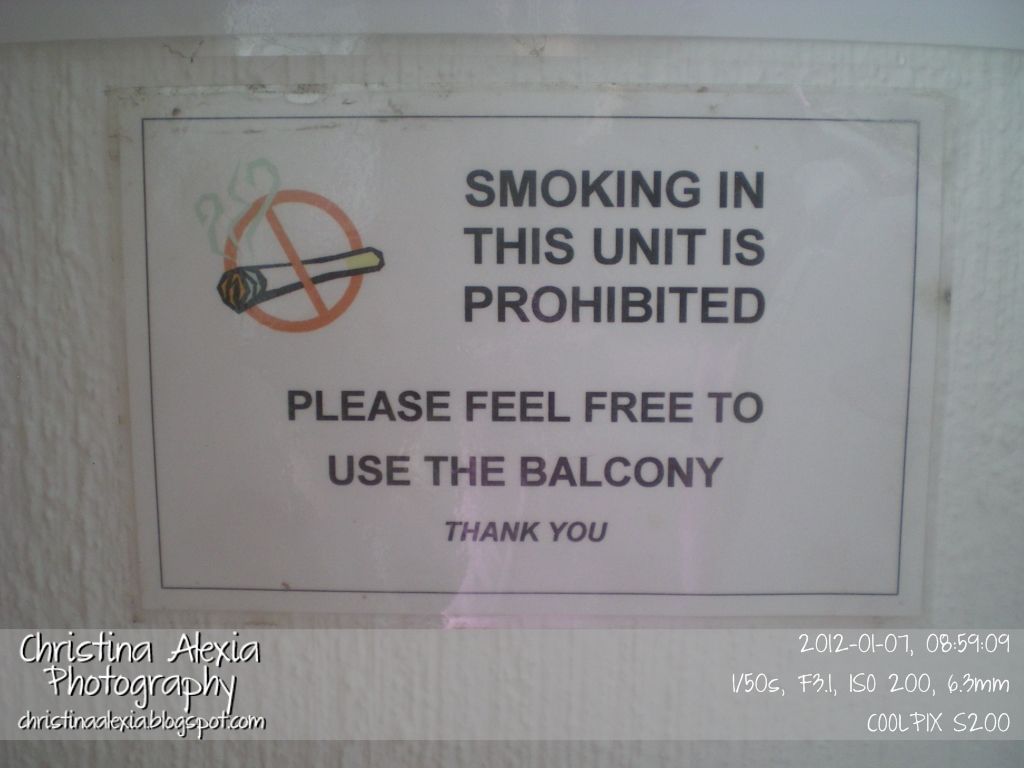 SMOKING IN
THIS UNIT IS
PROHIBITED
PLEASE FEEL FREE TO
USE THE BALCONY
THANK YOU
Christina Alexia
Photography
christinaalexia.blogspot.com
2012-01-07, 08:59:09
1/50s, F3.1, ISO 200, 6.3mm
COOLPIX S200